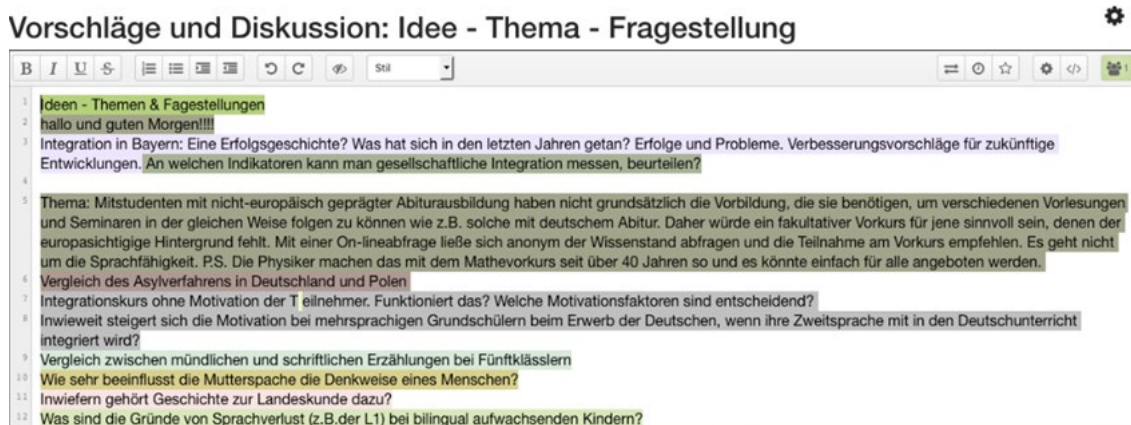 Vorschläge und Diskussion: Idee - Thema - Fragestellung
B I U S Stil 1
1 Ideen - Themen & Fagestellungen
2 hallo und guten Morgen!!!!
3 Integration in Bayern: Eine Erfolgsgeschichte? Was hat sich in den letzten Jahren getan? Erfolge und Probleme. Verbesserungsvorschläge für zukünftige
Entwicklungen. An welchen Indikatoren kann man gesellschaftliche Integration messen, beurteilen?
4
5 Thema: Mitstudenten mit nicht-europäisch geprägter Abiturausbildung haben nicht grundsätzlich die Vorbildung, die sie benötigen, um verschiedenen Vorlesungen
und Seminaren in der gleichen Weise folgen zu können wie z.B. solche mit deutschem Abitur. Daher würde ein fakultativer Vorkurs für jene sinnvoll sein, denen der
europasichtigige Hintergrund fehlt. Mit einer On-lineabfrage ließe sich anonym der Wissenstand abfragen und die Teilnahme am Vorkurs empfehlen. Es geht nicht
um die Sprachfähigkeit. P.S. Die Physiker machen das mit dem Mathevorkurs seit über 40 Jahren so und es könnte einfach für alle angeboten werden.
6 Vergleich des Asylverfahrens in Deutschland und Polen
7 Integrationskurs ohne Motivation der T eilnehmer. Funktioniert das? Welche Motivationsfaktoren sind entscheidend?
8 Inwieweit steigert sich die Motivation bei mehrsprachigen Grundschülern beim Erwerb der Deutschen, wenn ihre Zweitsprache mit in den Deutschunterricht
integriert wird?
9 Vergleich zwischen mündlichen und schriftlichen Erzählungen bei Fünftklässlern
10 Wie sehr beeinflusst die Mutterspache die Denkweise eines Menschen?
11 Inwiefern gehört Geschichte zur Landeskunde dazu?
12 Was sind die Gründe von Sprachverlust (z.B.der L1) bei bilingual aufwachsenden Kindern?